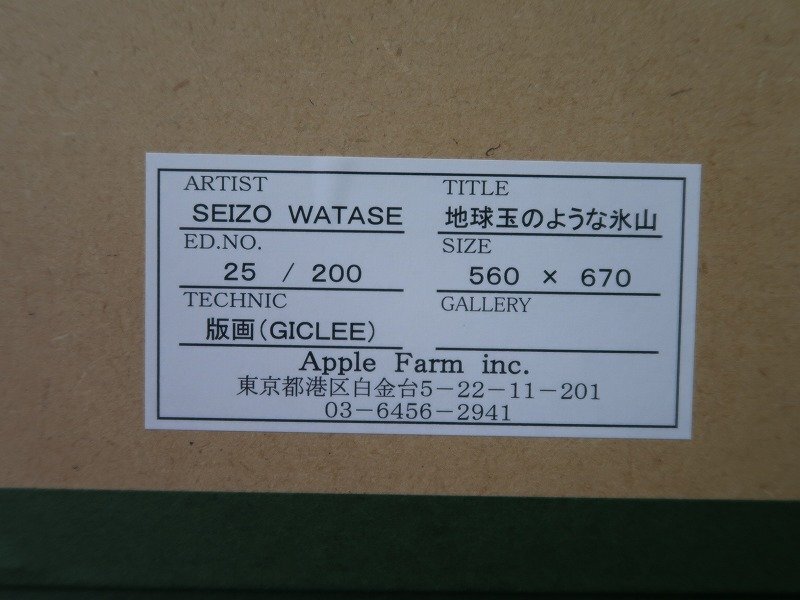 ARTIST
SEIZO WATASE
TITLE
地球玉のような氷山
ED.NO.
25 / 200
SIZE
560 × 670
TECHNIC
版画(GICLEE)
GALLERY
Apple Farm inc.
東京都港区白金台5－22－11－201
03－6456－2941